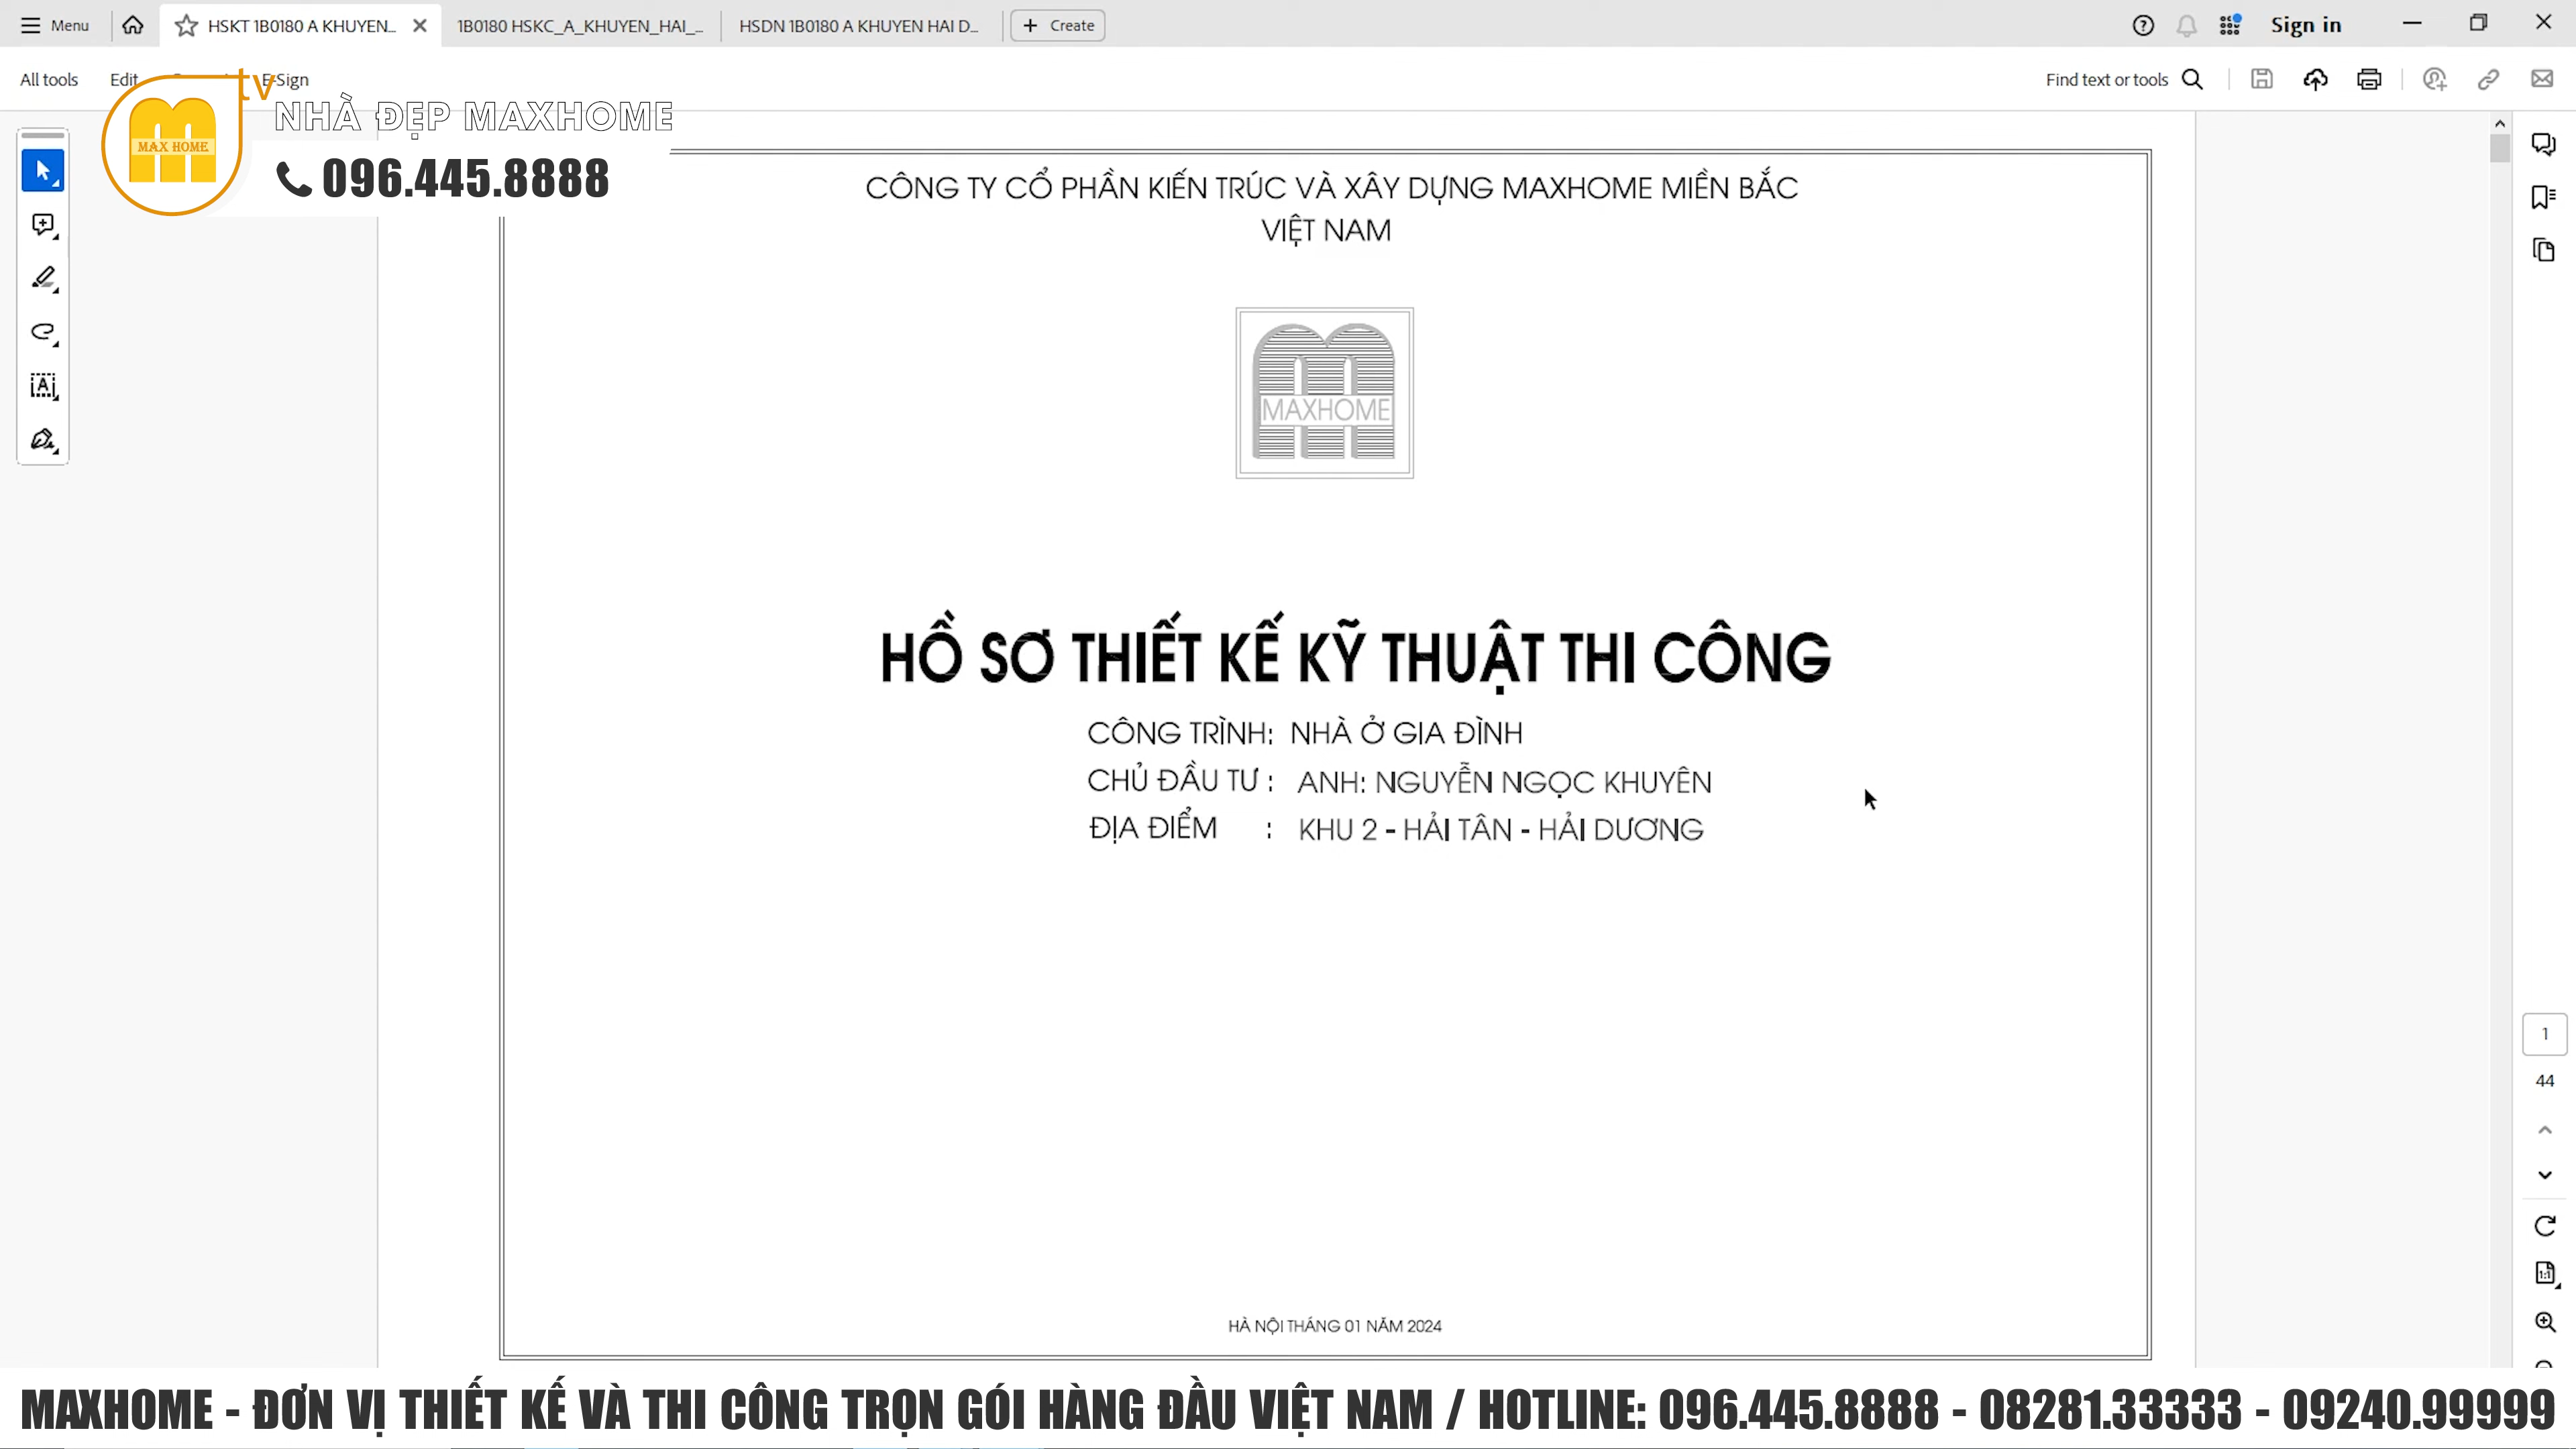 Menu
HSKT 1B0180 A KHUYEN...
1B0180 HSKC_A_KHUYEN_HAI_...
HSDN 1B0180 A KHUYEN HAI D...
Create
Sign in
All tools
Edit
E-Sign
Find text or tools
tv
MAX HOME
NHÀ ĐẸP MAXHOME
096.445.8888
CÔNG TY CỔ PHẦN KIẾN TRÚC VÀ XÂY DỰNG MAXHOME MIỀN BẮC
VIỆT NAM
MAXHOME
HỒ SƠ THIẾT KẾ KỸ THUẬT THI CÔNG
CÔNG TRÌNH: NHÀ Ở GIA ĐÌNH
CHỦ ĐẦU TƯ : ANH: NGUYỄN NGỌC KHUYÊN
ĐỊA ĐIỂM : KHU 2 - HẢI TÂN - HẢI DƯƠNG
1
44
HÀ NỘI THÁNG 01 NĂM 2024
MAXHOME - ĐƠN VỊ THIẾT KẾ VÀ THI CÔNG TRỌN GÓI HÀNG ĐẦU VIỆT NAM / HOTLINE: 096.445.8888 - 08281.33333 - 09240.99999